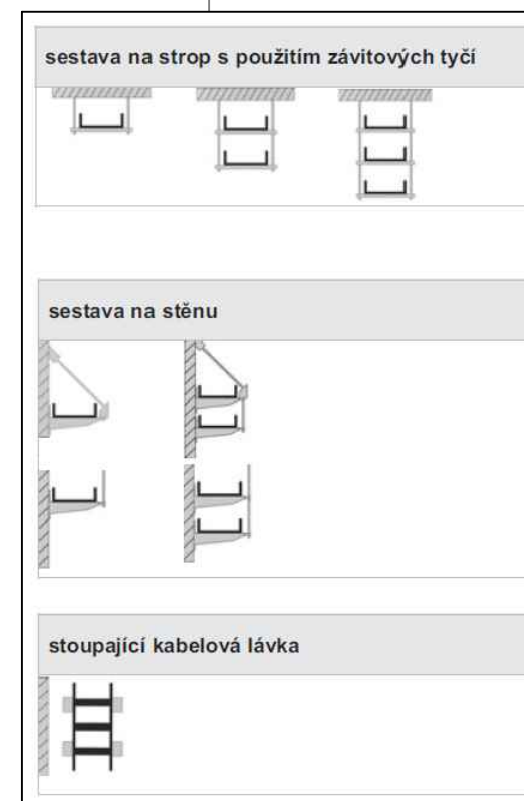 sestava na strop s použitím závitových tyčí
sestava na stěnu
stoupající kabelová lávka